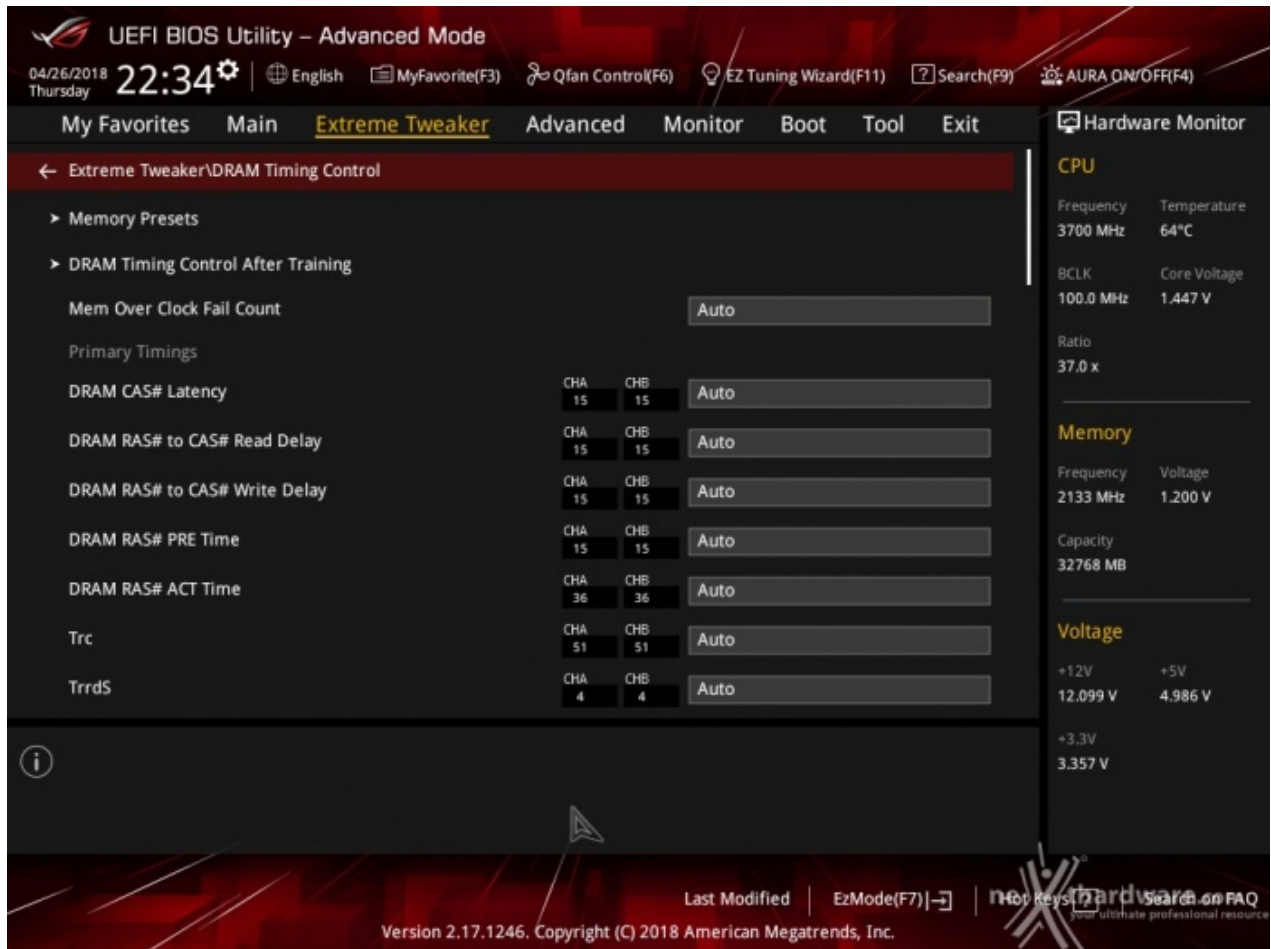 UEFI BIOS Utility – Advanced Mode
04/26/2018 Thursday 22:34 English MyFavorite(F3) Qfan Control(F6) EZ Tuning Wizard(F11) Search(F9) AURA ON/OFF(F4)
My Favorites Main Extreme Tweaker Advanced Monitor Boot Tool Exit
Extreme Tweaker\DRAM Timing Control
Memory Presets
DRAM Timing Control After Training
Mem Over Clock Fail Count Auto
Primary Timings
CHA CHB
DRAM CAS# Latency 15 15 Auto
CHA CHB
DRAM RAS# to CAS# Read Delay 15 15 Auto
CHA CHB
DRAM RAS# to CAS# Write Delay 15 15 Auto
CHA CHB
DRAM RAS# PRE Time 15 15 Auto
CHA CHB
DRAM RAS# ACT Time 36 36 Auto
CHA CHB
Trc 51 51 Auto
CHA CHB
TrrdS 4 4 Auto
Hardware Monitor
CPU
Frequency Temperature
3700 MHz 64°C
BCLK Core Voltage
100.0 MHz 1.447 V
Ratio
37.0 x
Memory
Frequency Voltage
2133 MHz 1.200 V
Capacity
32768 MB
Voltage
+12V +5V
12.099 V 4.986 V
+3.3V
3.357 V
Last Modified EzMode(F7) Hot Keys ? Search on FAQ
your ultimate professional resource
Version 2.17.1246. Copyright (C) 2018 American Megatrends, Inc.